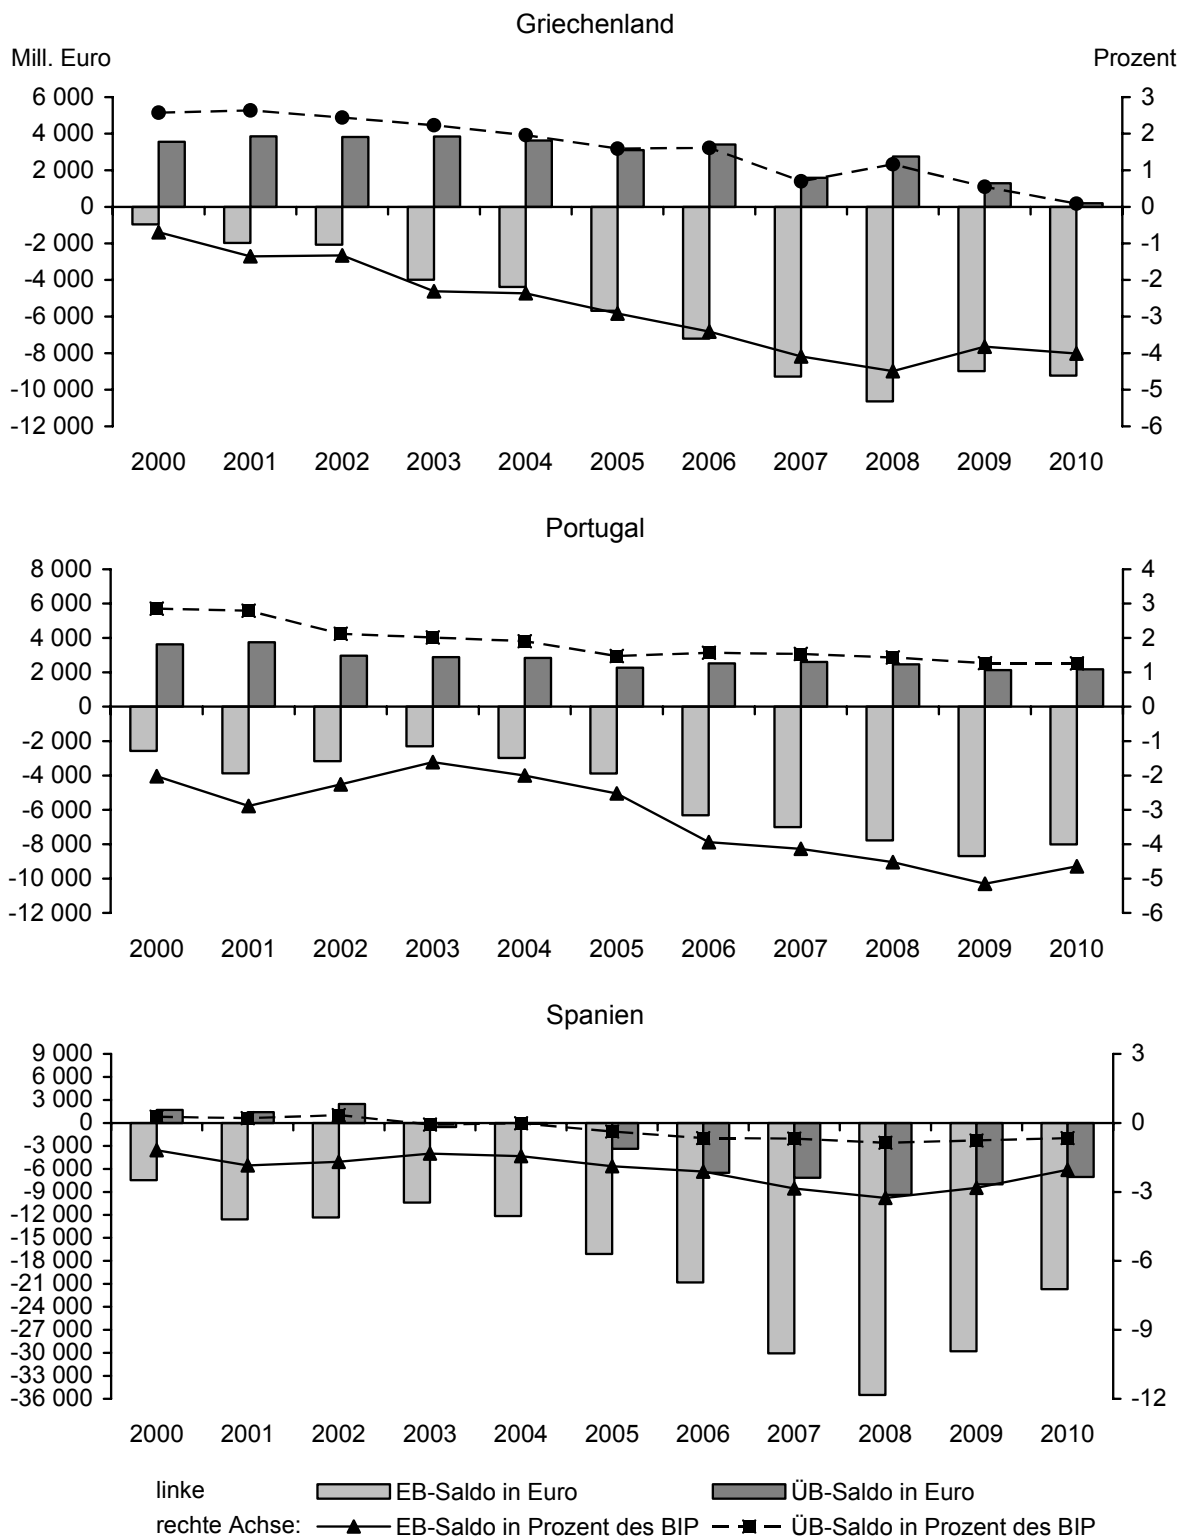 Griechenland
Mill. Euro Prozent
6 000 3
4 000 2
2 000 1
0 0
-2 000 -1
-4 000 -2
-6 000 -3
-8 000 -4
-10 000 -5
-12 000 -6
2000 2001 2002 2003 2004 2005 2006 2007 2008 2009 2010
Portugal
8 000 4
6 000 3
4 000 2
2 000 1
0 0
-2 000 -1
-4 000 -2
-6 000 -3
-8 000 -4
-10 000 -5
-12 000 -6
2000 2001 2002 2003 2004 2005 2006 2007 2008 2009 2010
Spanien
9 000 3
6 000
3 000
0 0
-3 000
-6 000
-9 000 -3
-12 000
-15 000
-18 000 -6
-21 000
-24 000
-27 000 -9
-30 000
-33 000
-36 000 -12
2000 2001 2002 2003 2004 2005 2006 2007 2008 2009 2010
linke EB-Saldo in Euro ÜB-Saldo in Euro
rechte Achse: EB-Saldo in Prozent des BIP ÜB-Saldo in Prozent des BIP